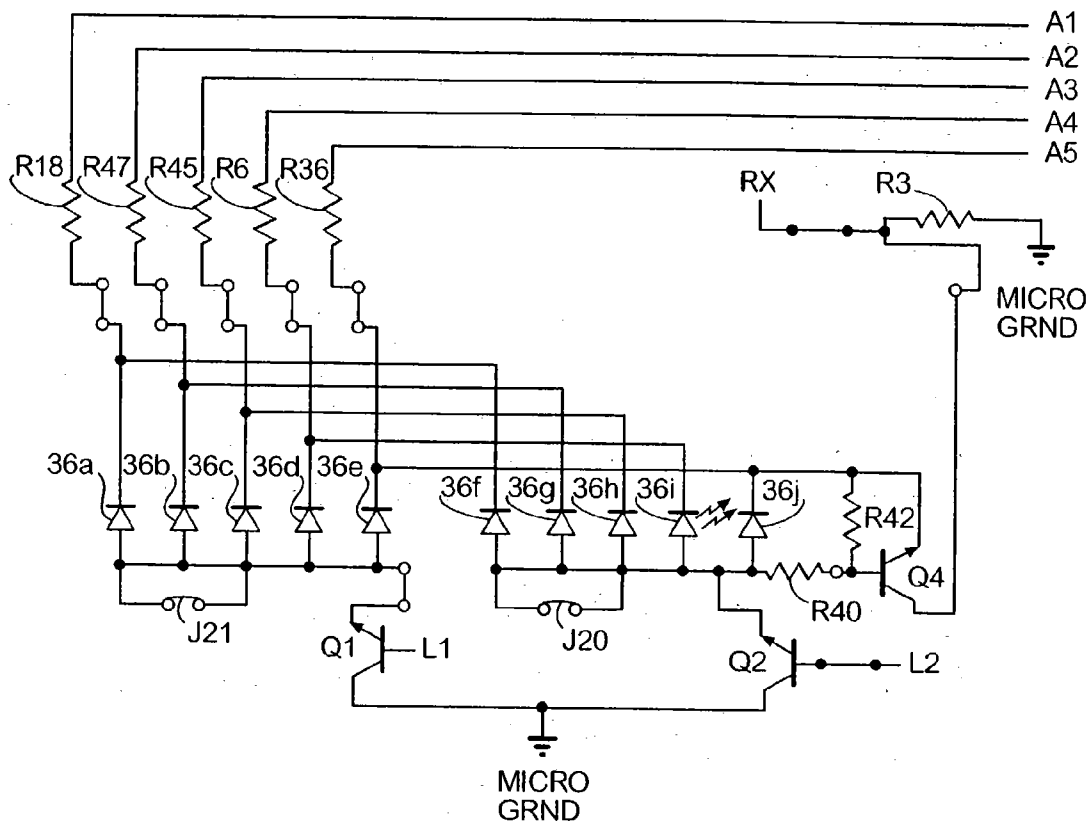 A1
A2
A3
A4
A5
R18 R47 R45 R6 R36
RX R3
MICRO
GRND
36a 36b 36c 36d 36e
36f 36g 36h 36i 36j
R42
Q4
R40
J21
J20
Q1 L1
Q2 L2
MICRO
GRND